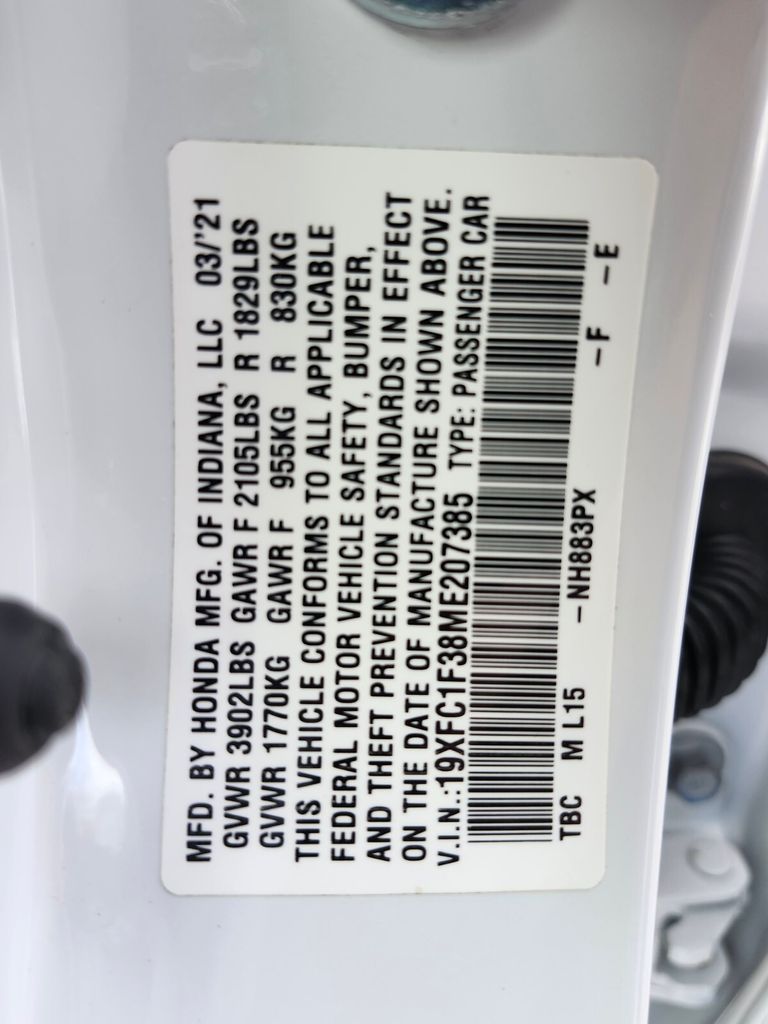 MFD. BY HONDA MFG. OF INDIANA, LLC 03/'21
GVWR 3902LBS GAWR F 2105LBS R 1829LBS
GVWR 1770KG GAWR F 955KG R 830KG
THIS VEHICLE CONFORMS TO ALL APPLICABLE
FEDERAL MOTOR VEHICLE SAFETY, BUMPER,
AND THEFT PREVENTION STANDARDS IN EFFECT
ON THE DATE OF MANUFACTURE SHOWN ABOVE.
V.I.N.:19XFC1F38ME207385 TYPE: PASSENGER CAR
TBC M L15 -NH883PX -F -E